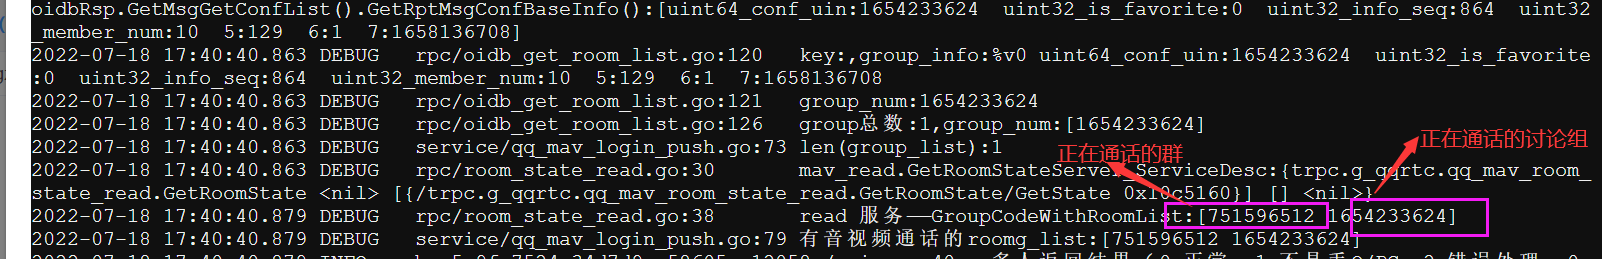 oidbRsp.GetMsgGetConfList().GetRptMsgConfBaseInfo():[uint64_conf_uin:1654233624  uint32_is_favorite:0  uint32_info_seq:864  uint32
_member_num:10  5:129  6:1  7:1658136708]
2022-07-18 17:40:40.863 DEBUG   rpc/oidb_get_room_list.go:120   key:,group_info:%v0 uint64_conf_uin:1654233624  uint32_is_favorite
:0  uint32_info_seq:864  uint32_member_num:10  5:129  6:1  7:1658136708
2022-07-18 17:40:40.863 DEBUG   rpc/oidb_get_room_list.go:121   group_num:1654233624
2022-07-18 17:40:40.863 DEBUG   rpc/oidb_get_room_list.go:126   group总数:1,group_num:[1654233624]
2022-07-18 17:40:40.863 DEBUG   service/qq_mav_login_push.go:73 len(group_list):1
正在通话的群
正在通话的讨论组
2022-07-18 17:40:40.863 DEBUG   rpc/room_state_read.go:30       mav_read.GetRoomStateServer_ServiceDesc:{trpc.g_qqrtc.qq_mav_room_
state_read.GetRoomState <nil> [{/trpc.g_qqrtc.qq_mav_room_state_read.GetRoomState/GetState 0x10c5160}] [] <nil>}
2022-07-18 17:40:40.879 DEBUG   rpc/room_state_read.go:38       read 服务——GroupCodeWithRoomList:[751596512 1654233624]
2022-07-18 17:40:40.879 DEBUG   service/qq_mav_login_push.go:79 有音视频通话的roomg_list:[751596512 1654233624]